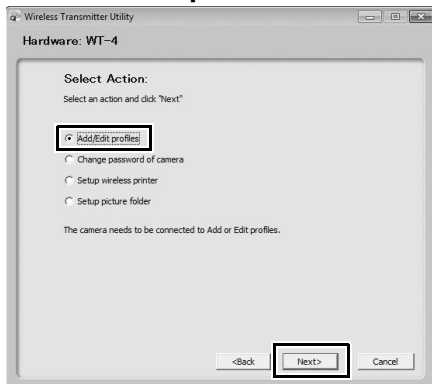 Wireless Transmitter Utility
Hardware: WT-4
Select Action:
Select an action and click "Next"
Add/Edit profiles
Change password of camera
Setup wireless printer
Setup picture folder
The camera needs to be connected to Add or Edit profiles.
<Back Next> Cancel